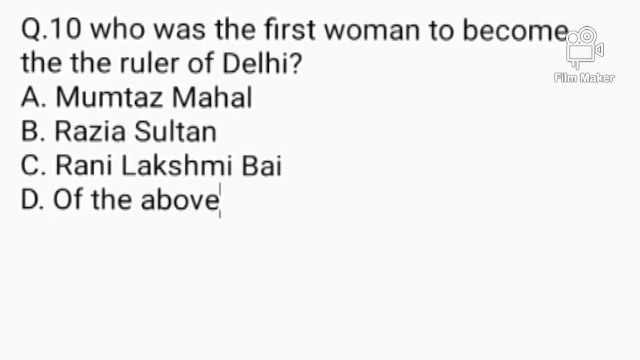 Q.10 who was the first woman to become
the the ruler of Delhi?
A. Mumtaz Mahal
B. Razia Sultan
C. Rani Lakshmi Bai
D. Of the above
Film Maker